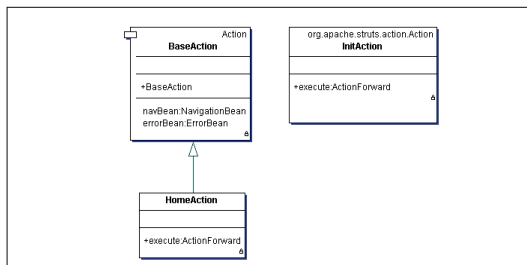 Action
BaseAction
+BaseAction
navBean:NavigationBean
errorBean:ErrorBean
org.apache.struts.action.Action
InitAction
+execute:ActionForward
HomeAction
+execute:ActionForward